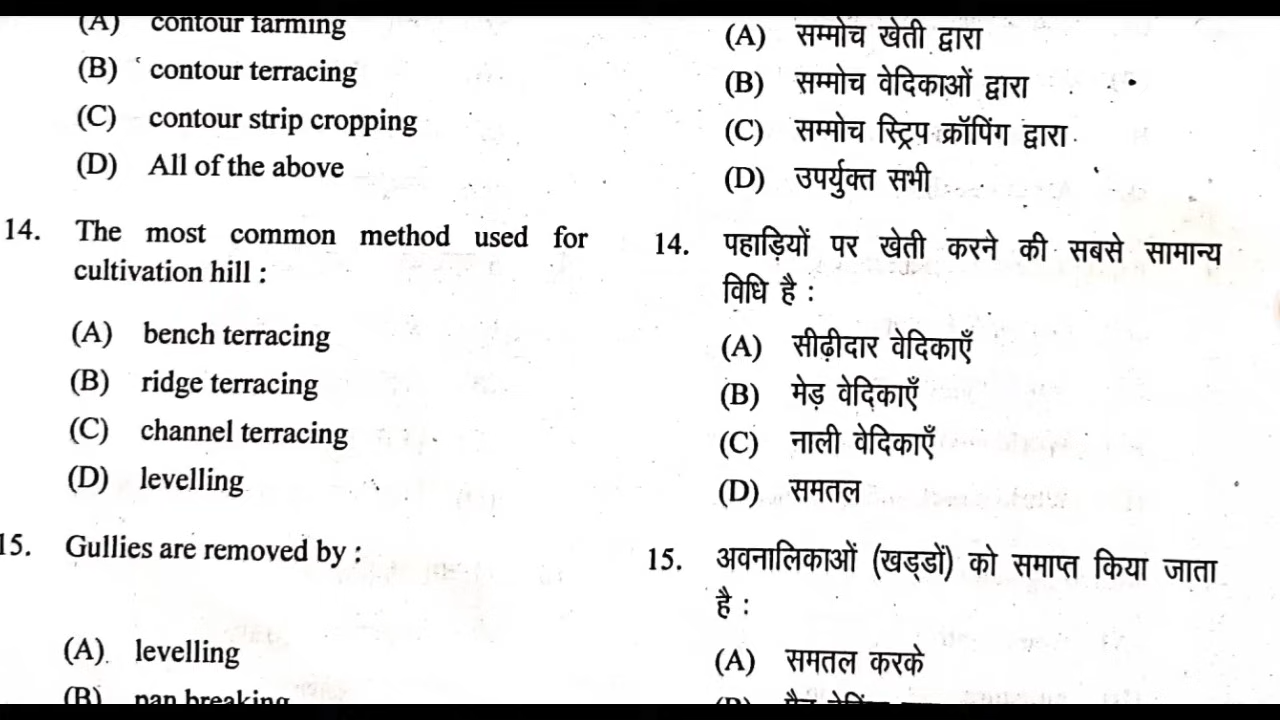 (A) contour farming
(B) contour terracing
(C) contour strip cropping
(D) All of the above
14. The most common method used for
cultivation hill :
(A) bench terracing
(B) ridge terracing
(C) channel terracing
(D) levelling
15. Gullies are removed by :
(A) levelling
(B) pan breaking
(A) सम्मोच खेती द्वारा
(B) सम्मोच वेदिकाओं द्वारा
(C) सम्मोच स्ट्रिप क्रॉपिंग द्वारा
(D) उपर्युक्त सभी
14. पहाड़ियों पर खेती करने की सबसे सामान्य
विधि है :
(A) सीढ़ीदार वेदिकाएँ
(B) मेड़ वेदिकाएँ
(C) नाली वेदिकाएँ
(D) समतल
15. अवनालिकाओं (खड्डों) को समाप्त किया जाता
है :
(A) समतल करके
(B)